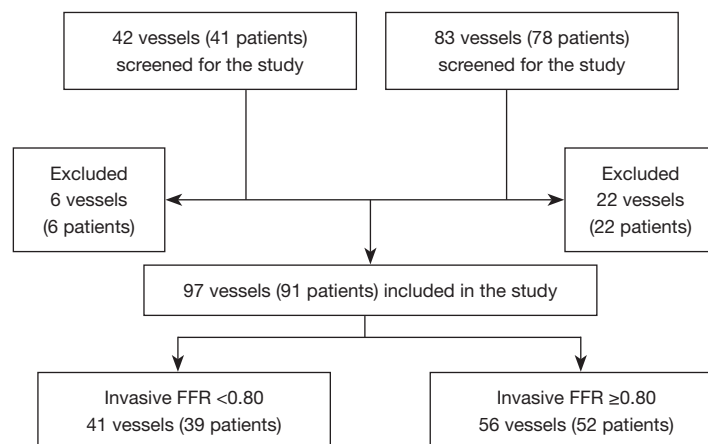 42 vessels (41 patients)
screened for the study
83 vessels (78 patients)
screened for the study
Excluded
6 vessels
(6 patients)
Excluded
22 vessels
(22 patients)
97 vessels (91 patients) included in the study
Invasive FFR <0.80
41 vessels (39 patients)
Invasive FFR ≥0.80
56 vessels (52 patients)